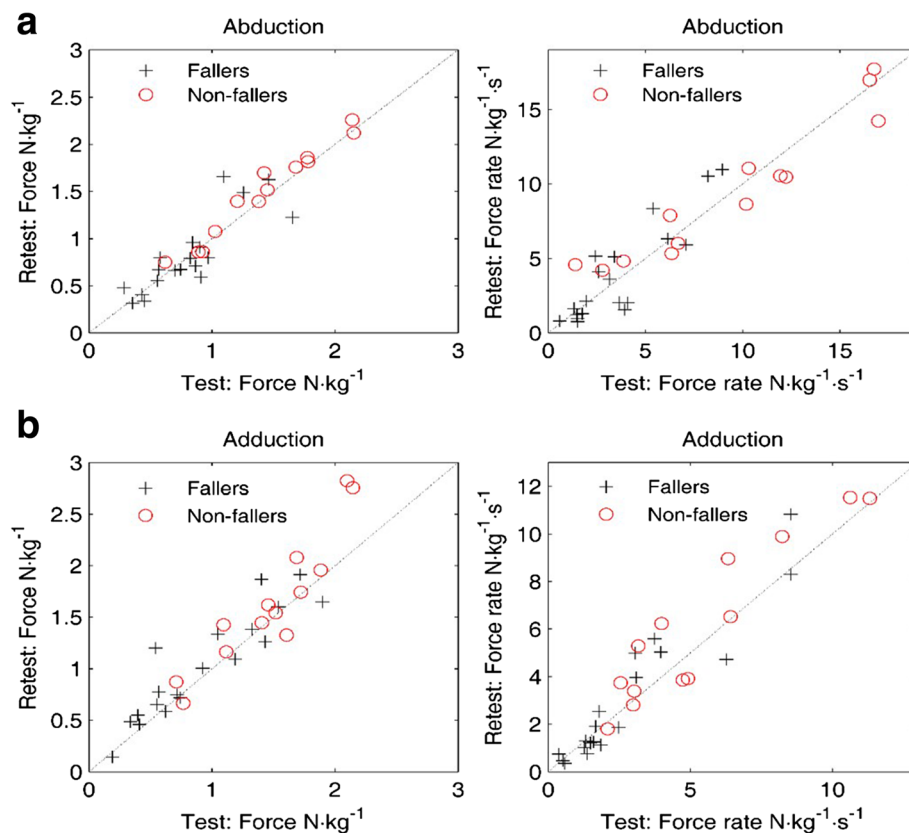 a
Abduction
3
2.5
2
1.5
1
0.5
0
0
1
2
3
Fallers
Non-fallers
Retest: Force N·kg⁻¹
Test: Force N·kg⁻¹
Abduction
15
10
5
0
0
5
10
15
Fallers
Non-fallers
Retest: Force rate N·kg⁻¹·s⁻¹
Test: Force rate N·kg⁻¹·s⁻¹
b
Adduction
3
2.5
2
1.5
1
0.5
0
0
1
2
3
Fallers
Non-fallers
Retest: Force N·kg⁻¹
Test: Force N·kg⁻¹
Adduction
12
10
8
6
4
2
0
0
5
10
Fallers
Non-fallers
Retest: Force rate N·kg⁻¹·s⁻¹
Test: Force rate N·kg⁻¹·s⁻¹